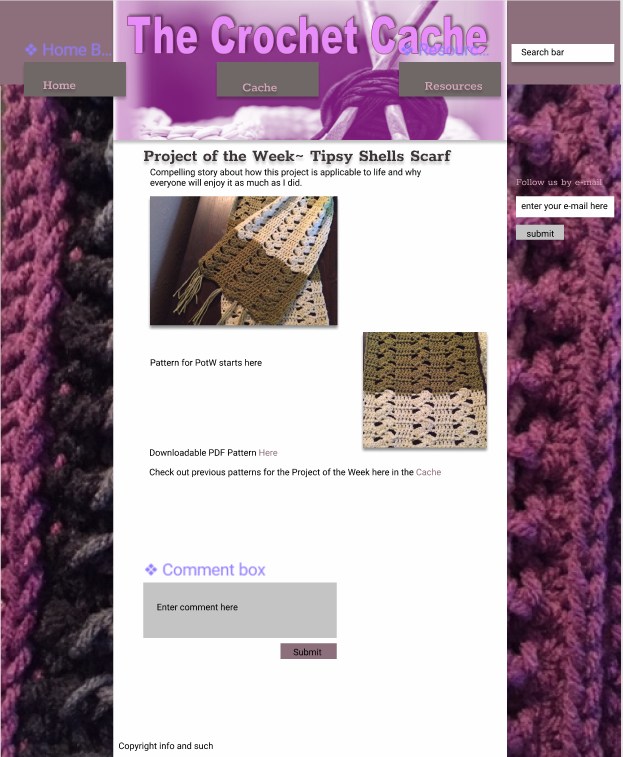 The Crochet Cache
❖ Home B...
❖ Resourc...
Search bar
Home
Cache
Resources
Project of the Week~ Tipsy Shells Scarf
Compelling story about how this project is applicable to life and why
everyone will enjoy it as much as I did.
Follow us by e-mail
enter your e-mail here
submit
Pattern for PotW starts here
Downloadable PDF Pattern Here
Check out previous patterns for the Project of the Week here in the Cache
❖ Comment box
Enter comment here
Submit
Copyright info and such